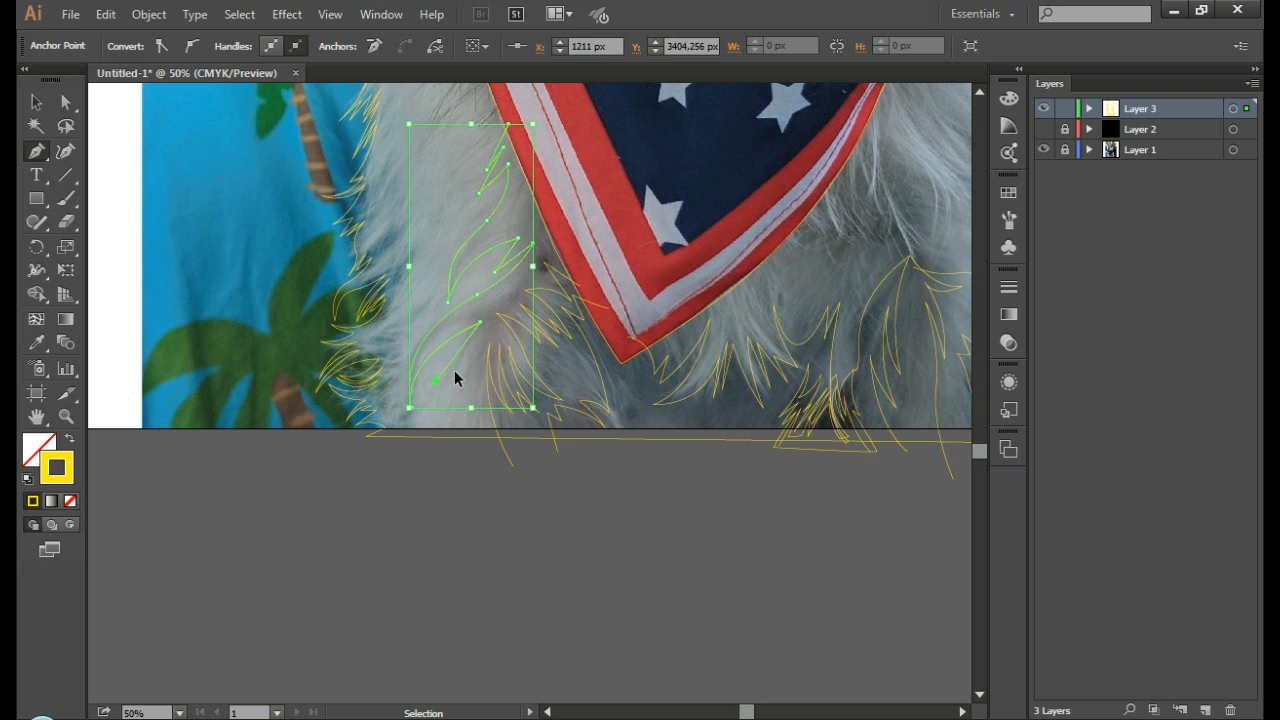 Ai File Edit Object Type Select Effect View Window Help Br St Essentials
Anchor Point Convert: Handles: Anchors: X: 1211 px Y: 3404,256 px W: 0 px H: 0 px
Untitled-1* @ 50% (CMYK/Preview)
Layers
Layer 3
Layer 2
Layer 1
50% 1 Selection
3 Layers